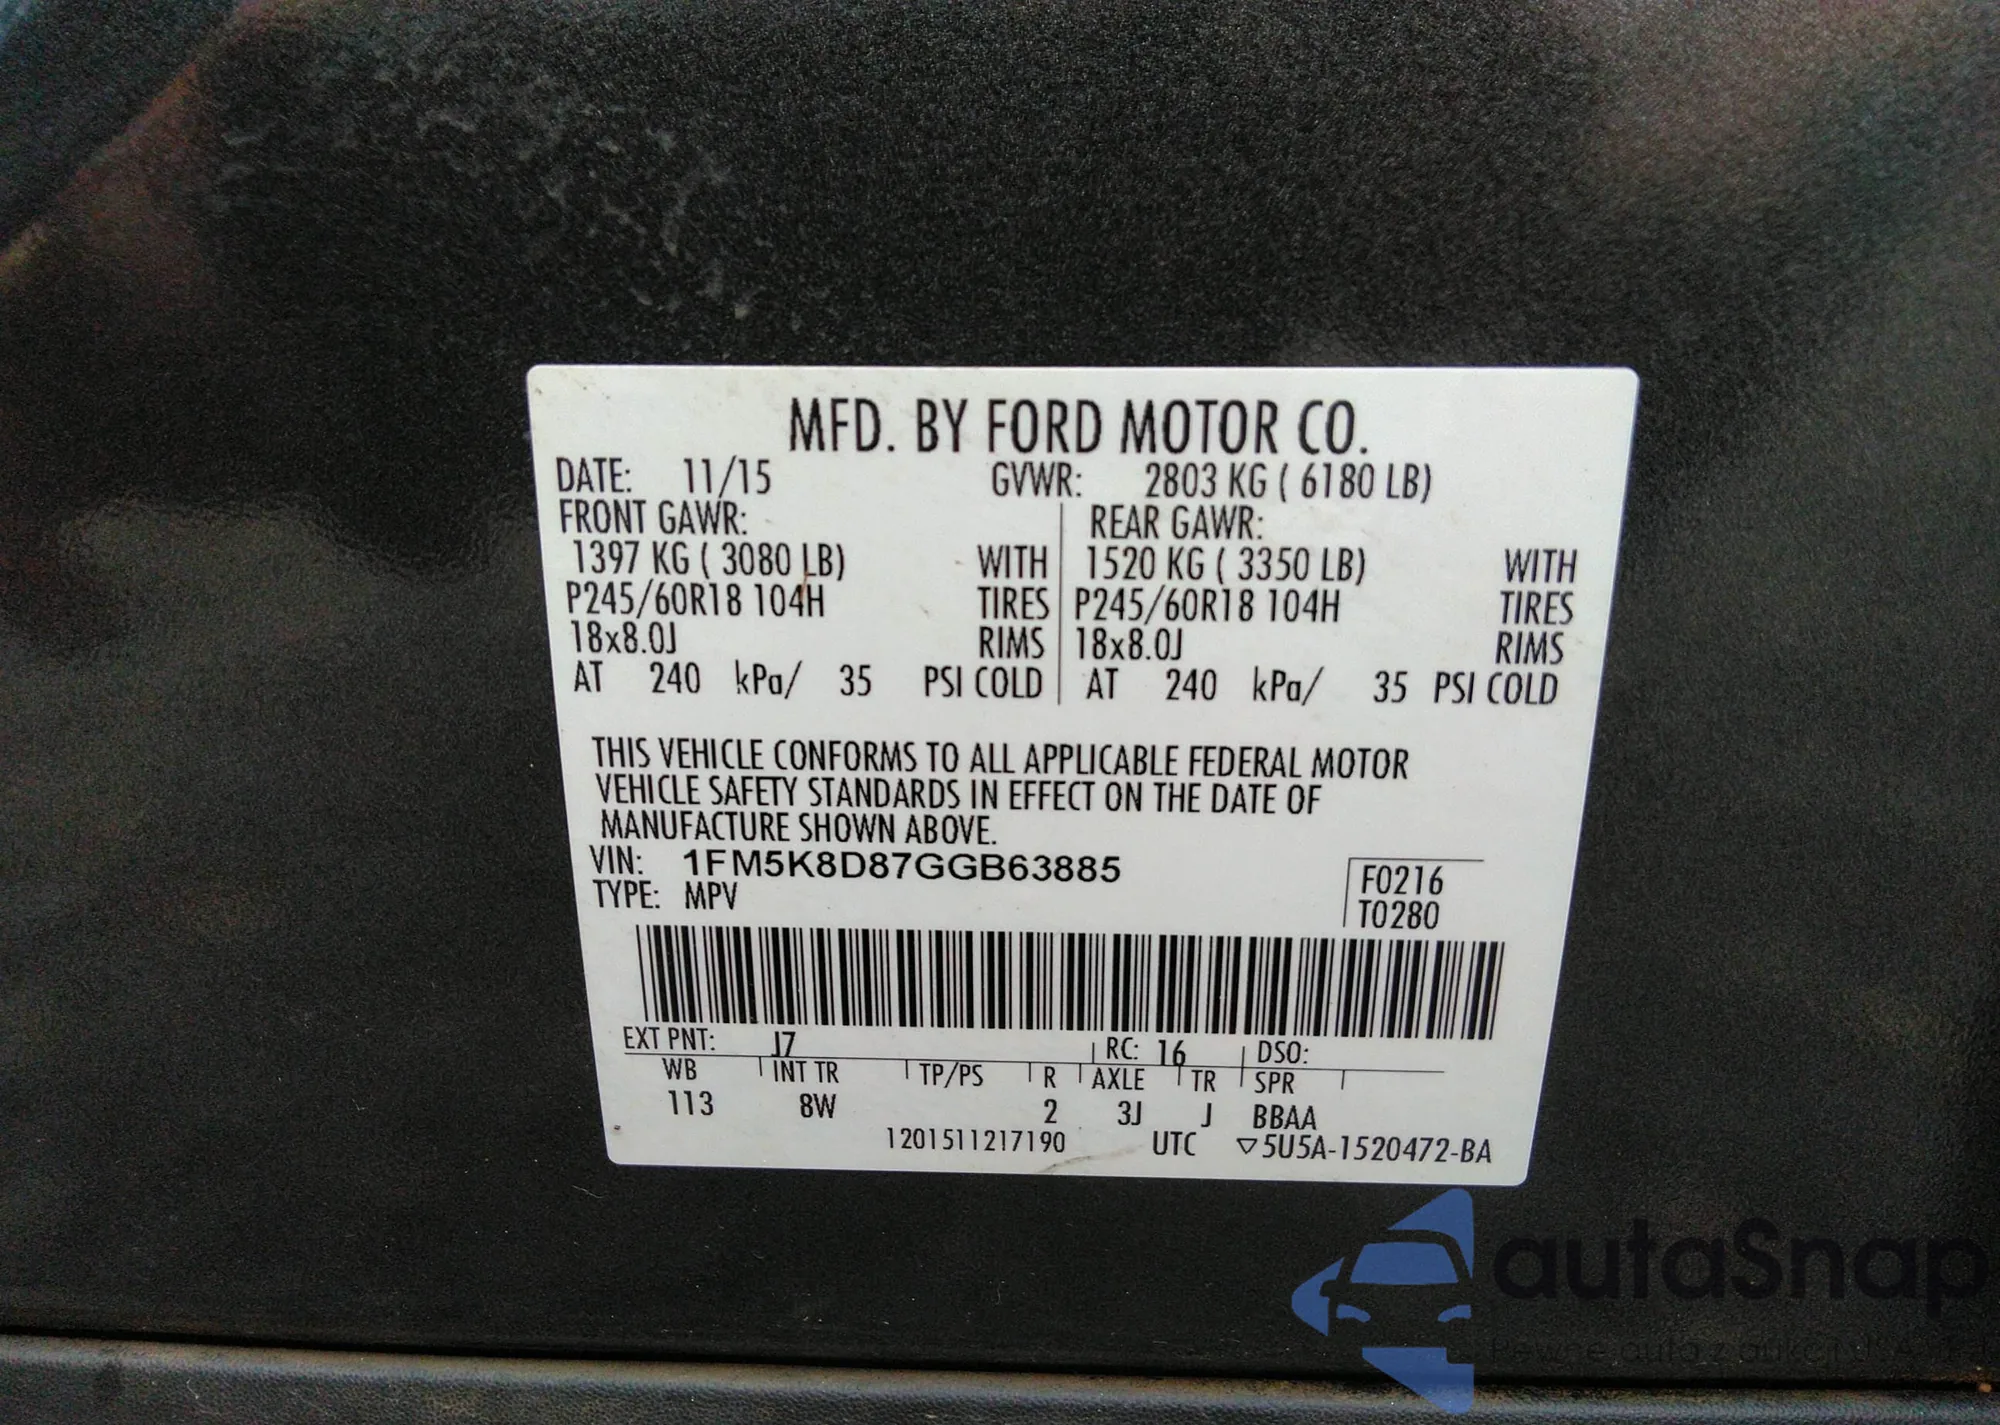 MFD. BY FORD MOTOR CO.
DATE: 11/15 GVWR: 2803 KG ( 6180 LB)
FRONT GAWR: REAR GAWR:
1397 KG ( 3080 LB) WITH 1520 KG ( 3350 LB) WITH
P245/60R18 104H TIRES P245/60R18 104H TIRES
18x8.0J RIMS 18x8.0J RIMS
AT 240 kPa/ 35 PSI COLD AT 240 kPa/ 35 PSI COLD
THIS VEHICLE CONFORMS TO ALL APPLICABLE FEDERAL MOTOR
VEHICLE SAFETY STANDARDS IN EFFECT ON THE DATE OF
MANUFACTURE SHOWN ABOVE.
VIN: 1FM5K8D87GGB63885
TYPE: MPV
F0216
T0280
EXT PNT: J7 RC: 16 DSO:
WB INT TR TP/PS R AXLE TR SPR
113 8W 2 3J J BBAA
1201511217190 UTC ▽5U5A-1520472-BA
autaSnap
Pewne auta z aukcji